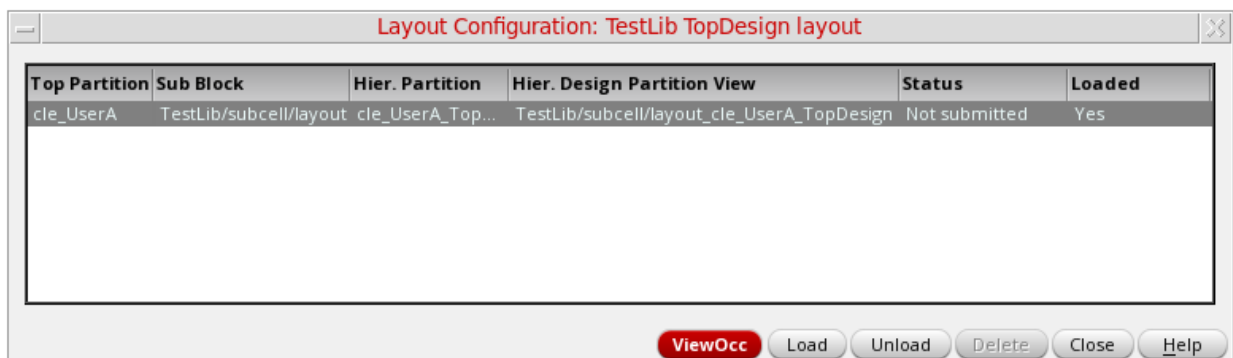 Layout Configuration: TestLib TopDesign layout
Top Partition Sub Block Hier. Partition Hier. Design Partition View Status Loaded
cle_UserA TestLib/subcell/layout cle_UserA_Top... TestLib/subcell/layout_cle_UserA_TopDesign Not submitted Yes
ViewOcc Load Unload Delete Close Help